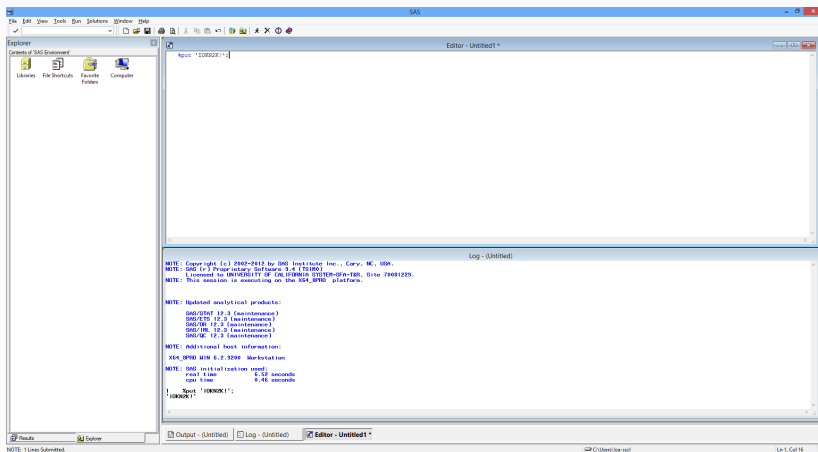 SAS
File Edit View Tools Run Solutions Window Help
Explorer
Contents of 'SAS Environment'
Libraries File Shortcuts Favorite Folders Computer
Editor - Untitled1 *
%put 'IOKN2K!';
Log - (Untitled)
NOTE: Copyright (c) 2002-2012 by SAS Institute Inc., Cary, NC, USA.
NOTE: SAS (r) Proprietary Software 9.4 (TS1M0)
Licensed to UNIVERSITY OF CALIFORNIA SYSTEM-SFA-T&R, Site 70081229.
NOTE: This session is executing on the X64_8PRO platform.
NOTE: Updated analytical products:
SAS/STAT 12.3 (maintenance)
SAS/ETS 12.3 (maintenance)
SAS/OR 12.3 (maintenance)
SAS/IML 12.3 (maintenance)
SAS/QC 12.3 (maintenance)
NOTE: Additional host information:
X64_8PRO WIN 6.2.9200 Workstation
NOTE: SAS initialization used:
real time 6.52 seconds
cpu time 0.46 seconds
1 %put 'IOKN2K!';
'IOKN2K!'
Results Explorer
Output - (Untitled) Log - (Untitled) Editor - Untitled1 *
NOTE: 1 Lines Submitted.
C:\Users\loa-ssc\
Ln 1, Col 16